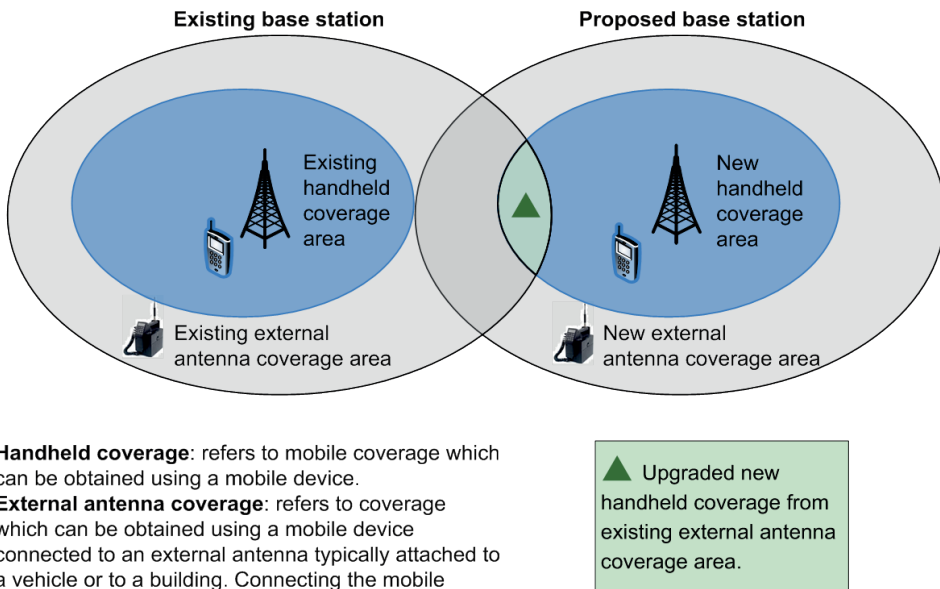 Existing base station
Proposed base station
Existing
handheld
coverage
area
New
handheld
coverage
area
Existing external
antenna coverage area
New external
antenna coverage area
Handheld coverage: refers to mobile coverage which
can be obtained using a mobile device.
External antenna coverage: refers to coverage
which can be obtained using a mobile device
connected to an external antenna typically attached to
a vehicle or to a building. Connecting the mobile
Upgraded new
handheld coverage from
existing external antenna
coverage area.